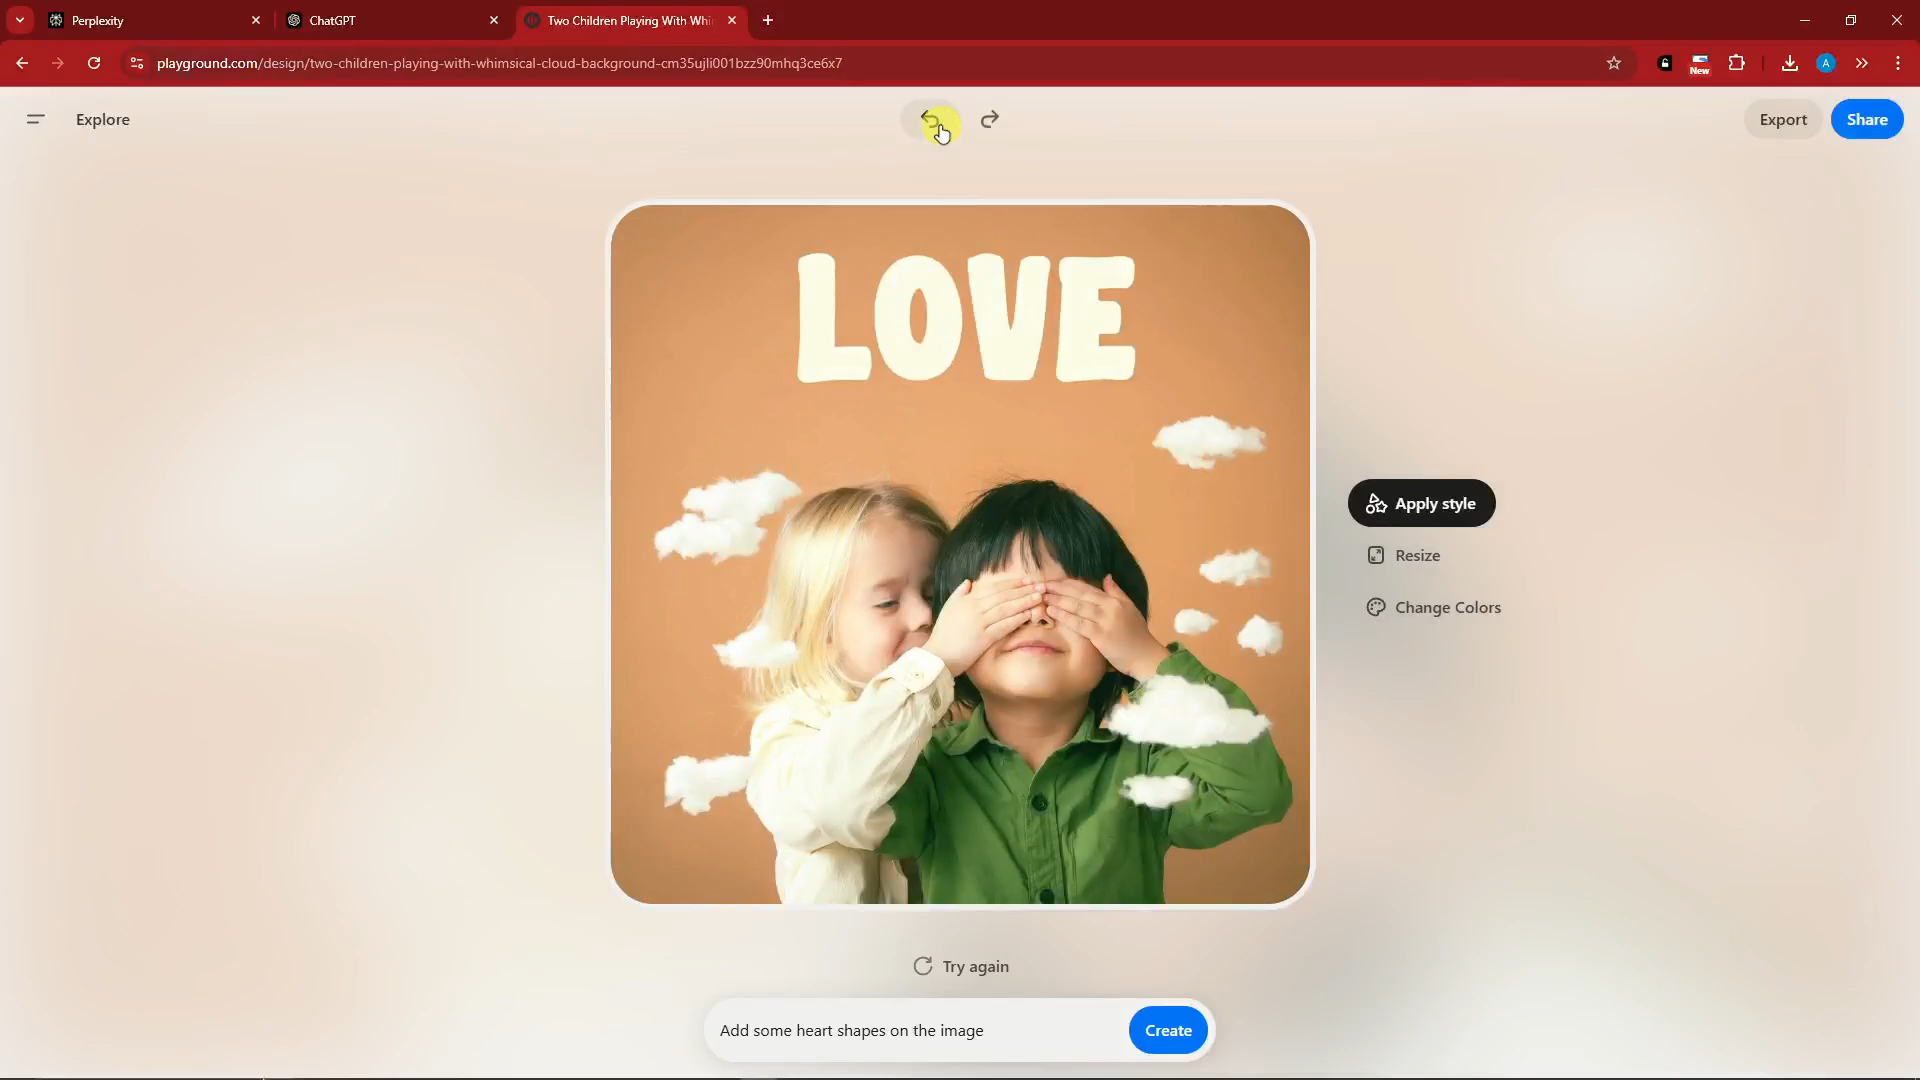 Perplexity
ChatGPT
Two Children Playing With Whi
playground.com/design/two-children-playing-with-whimsical-cloud-background-cm35ujli001bzz90mhq3ce6x7
New
A
Explore
Export
Share
LOVE
Apply style
Resize
Change Colors
Try again
Add some heart shapes on the image
Create